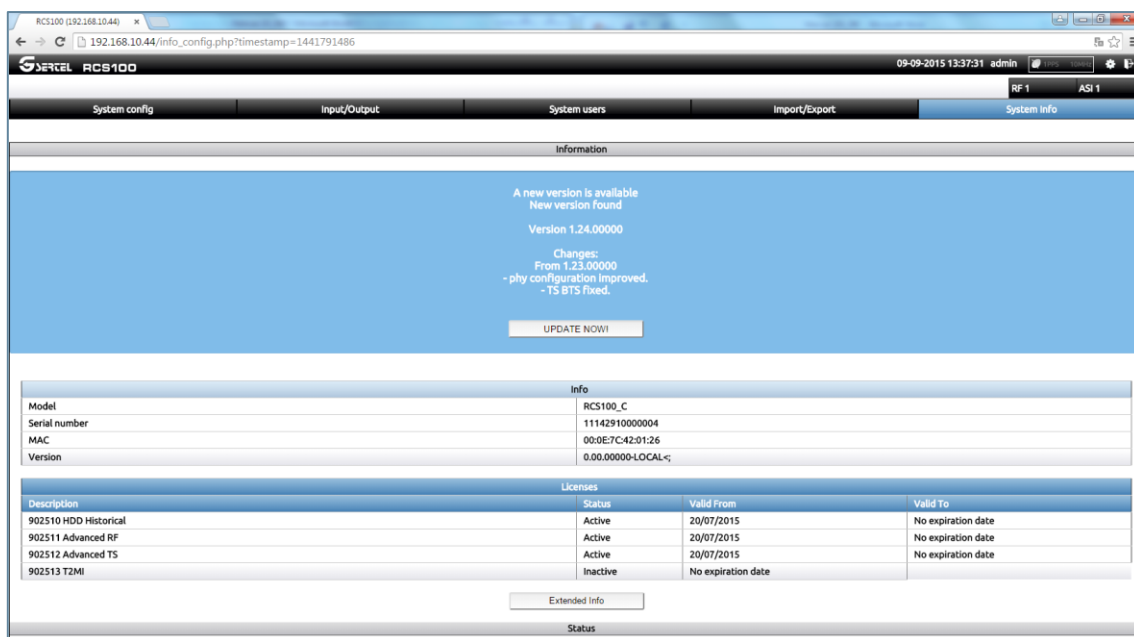 RCS100 (192.168.10.44) ×
192.168.10.44/info_config.php?timestamp=1441791486
SERTEL RCS100
09-09-2015 13:37:31 admin 1PPS 10MHz
RF 1 ASI 1
System config Input/Output System users Import/Export System Info
Information
A new version is available
New version found
Version 1.24.00000
Changes:
From 1.23.00000
- phy configuration improved.
- TS BTS fixed.
UPDATE NOW!
Info
Model RCS100_C
Serial number 11142910000004
MAC 00:0E:7C:42:01:26
Version 0.00.00000-LOCAL<;
Licenses
Description Status Valid From Valid To
902510 HDD Historical Active 20/07/2015 No expiration date
902511 Advanced RF Active 20/07/2015 No expiration date
902512 Advanced TS Active 20/07/2015 No expiration date
902513 T2MI Inactive No expiration date
Extended Info
Status